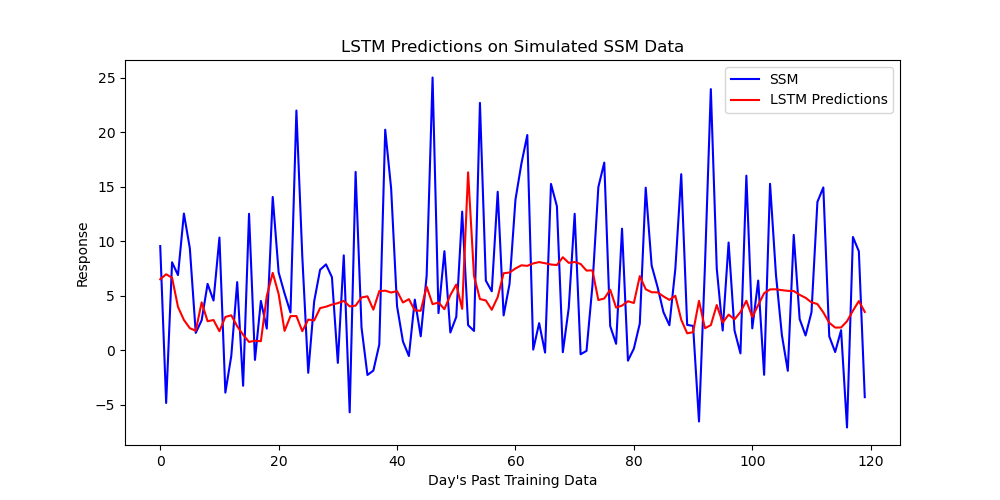 LSTM Predictions on Simulated SSM Data
SSM
LSTM Predictions
Response
25
20
15
10
5
0
−5
0 20 40 60 80 100 120
Day's Past Training Data